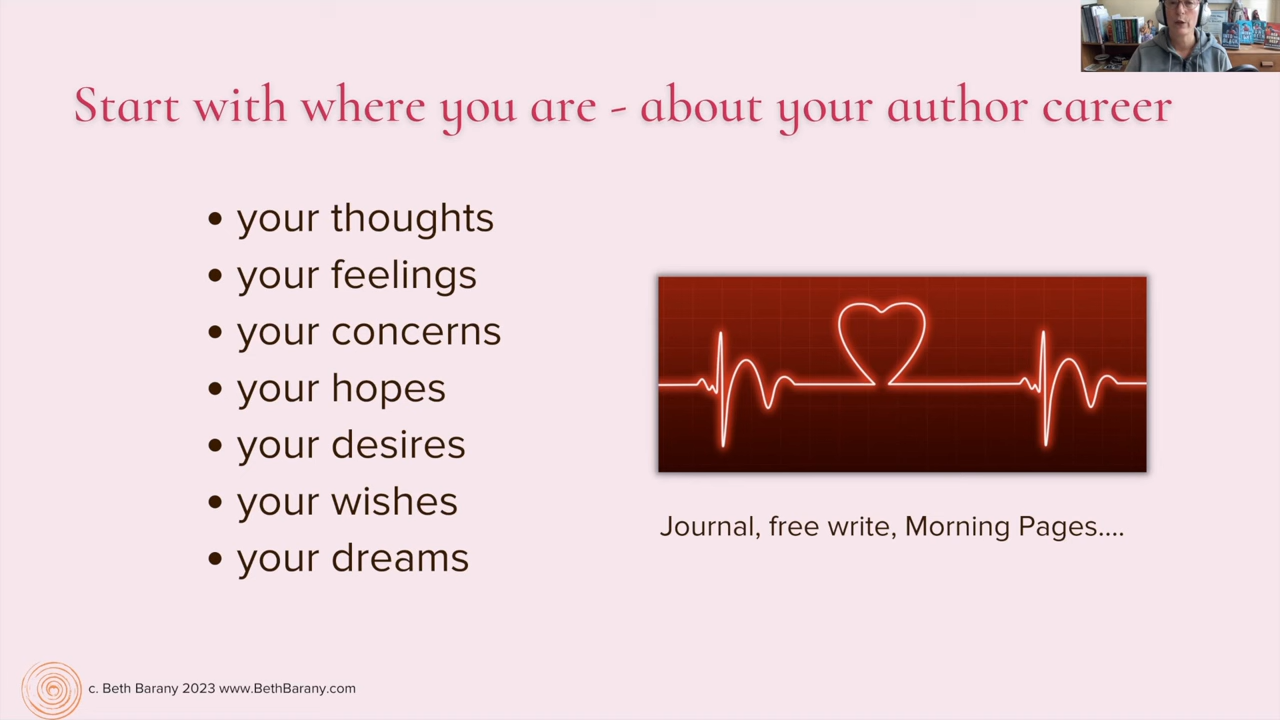 Start with where you are - about your author career
• your thoughts
• your feelings
• your concerns
• your hopes
• your desires
• your wishes
• your dreams
Journal, free write, Morning Pages....
c. Beth Barany 2023 www.BethBarany.com